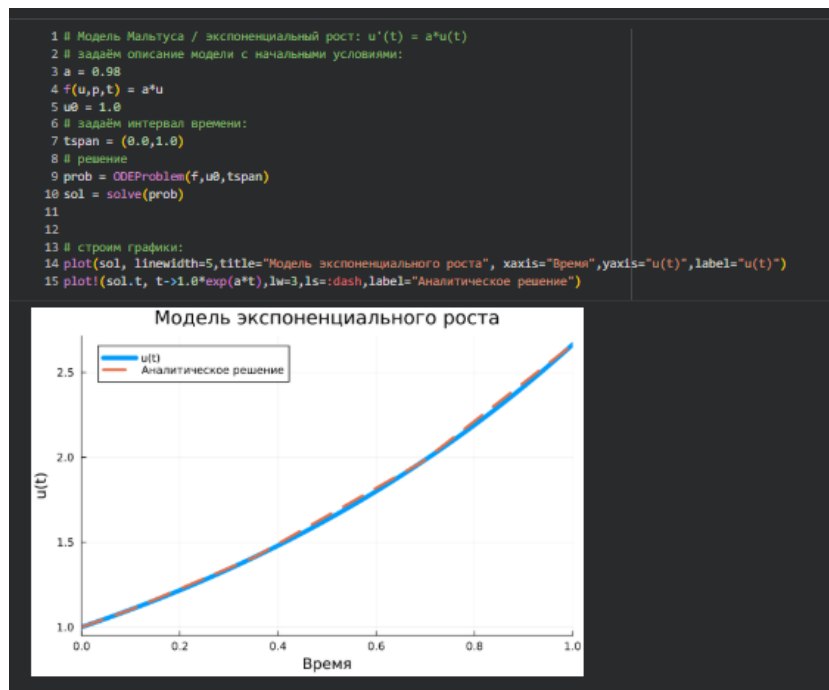 1 # Модель Мальтуса / экспоненциальный рост: u'(t) = a*u(t)
2 # задаём описание модели с начальными условиями:
3 a = 0.98
4 f(u,p,t) = a*u
5 u0 = 1.0
6 # задаём интервал времени:
7 tspan = (0.0,1.0)
8 # решение
9 prob = ODEProblem(f,u0,tspan)
10 sol = solve(prob)
11
12
13 # строим графики:
14 plot(sol, linewidth=5,title="Модель экспоненциального роста", xaxis="Время",yaxis="u(t)",label="u(t)")
15 plot!(sol.t, t->1.0*exp(a*t),lw=3,ls=:dash,label="Аналитическое решение")
Модель экспоненциального роста
u(t)
Аналитическое решение
2.5
2.0
u(t)
1.5
1.0
0.0 0.2 0.4 0.6 0.8 1.0
Время